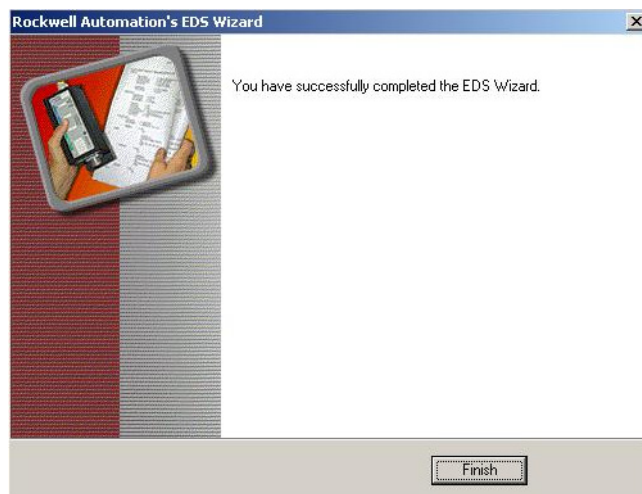 Rockwell Automation's EDS Wizard
You have successfully completed the EDS Wizard.
Finish